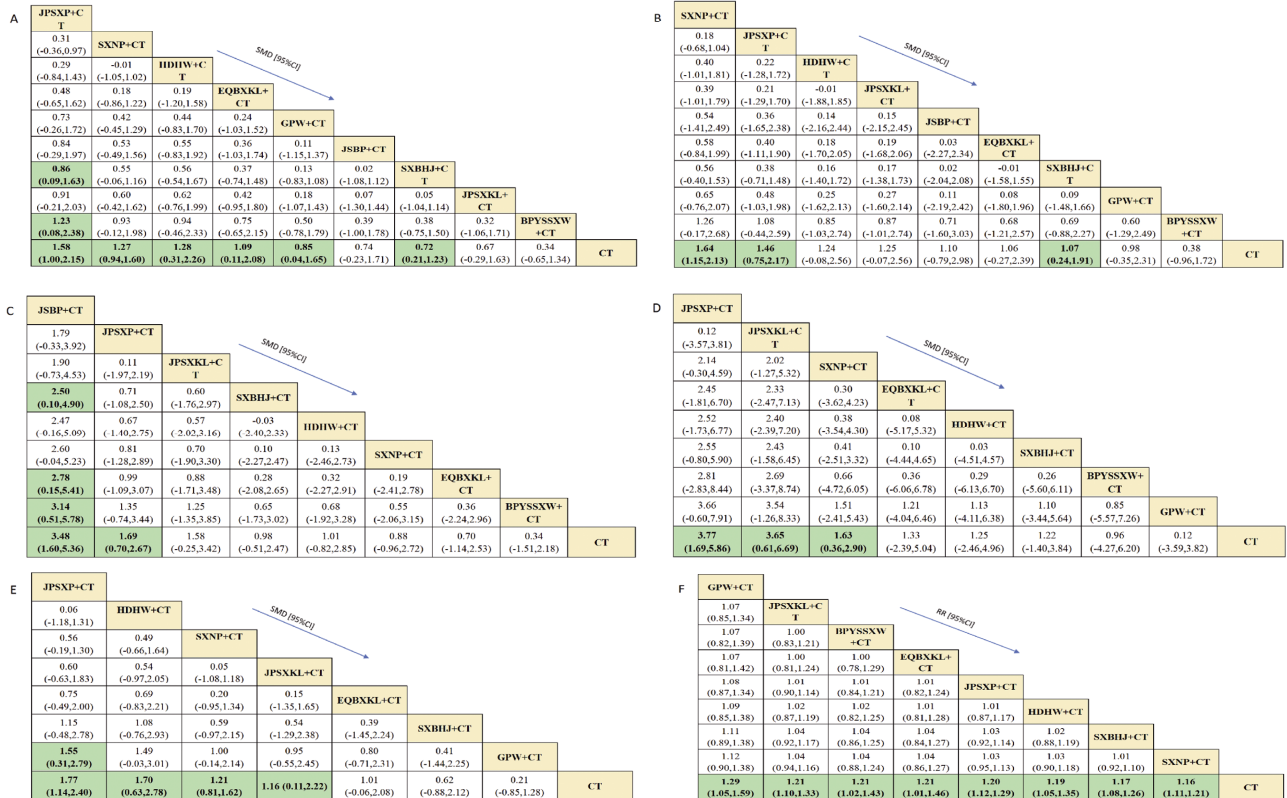 A
JPSXP+C
T
0.31 SXNP+CT
(-0.36,0.97)
0.29 -0.01 HDHW+C
(-0.84,1.43) (-1.05,1.02) T
0.48 0.18 0.19 EQBXKL+
(-0.65,1.62) (-0.86,1.22) (-1.20,1.58) CT
0.73 0.42 0.44 0.24 GPW+CT
(-0.26,1.72) (-0.45,1.29) (-0.83,1.70) (-1.03,1.52)
0.84 0.53 0.55 0.36 0.11 JSBP+CT
(-0.29,1.97) (-0.49,1.56) (-0.83,1.92) (-1.03,1.74) (-1.15,1.37)
0.86 0.55 0.56 0.37 0.13 0.02 SXBHJ+C
(0.09,1.63) (-0.06,1.16) (-0.54,1.67) (-0.74,1.48) (-0.83,1.08) (-1.08,1.12) T
0.91 0.60 0.62 0.42 0.18 0.07 0.05 JPSXKL+
(-0.21,2.03) (-0.42,1.62) (-0.76,1.99) (-0.95,1.80) (-1.07,1.43) (-1.30,1.44) (-1.04,1.14) CT
1.23 0.93 0.94 0.75 0.50 0.39 0.38 0.32 BPYSSXW
(0.08,2.38) (-0.12,1.98) (-0.46,2.33) (-0.65,2.15) (-0.78,1.79) (-1.00,1.78) (-0.75,1.50) (-1.06,1.71) +CT
1.58 1.27 1.28 1.09 0.85 0.74 0.72 0.67 0.34 CT
(1.00,2.15) (0.94,1.60) (0.31,2.26) (0.11,2.08) (0.04,1.65) (-0.23,1.71) (0.21,1.23) (-0.29,1.63) (-0.65,1.34)
SMD [95%CI]
B
SXNP+CT
0.18 JPSXP+C
(-0.68,1.04) T
0.40 0.22 HDHW+C
(-1.01,1.81) (-1.28,1.72) T
0.39 0.21 -0.01 JPSXKL+
(-1.01,1.79) (-1.29,1.70) (-1.88,1.85) CT
0.54 0.36 0.14 0.15 JSBP+CT
(-1.41,2.49) (-1.65,2.38) (-2.16,2.44) (-2.15,2.45)
0.58 0.40 0.18 0.19 0.03 EQBXKL+
(-0.84,1.99) (-1.11,1.90) (-1.70,2.05) (-1.68,2.06) (-2.27,2.34) CT
0.56 0.38 0.16 0.17 0.02 -0.01 SXBHJ+C
(-0.40,1.53) (-0.71,1.48) (-1.40,1.72) (-1.38,1.73) (-2.04,2.08) (-1.58,1.55) T
0.65 0.48 0.25 0.27 0.11 0.08 0.09 GPW+CT
(-0.76,2.07) (-1.03,1.98) (-1.62,2.13) (-1.60,2.14) (-2.19,2.42) (-1.80,1.96) (-1.48,1.66)
1.26 1.08 0.85 0.87 0.71 0.68 0.69 0.60 BPYSSXW
(-0.17,2.68) (-0.44,2.59) (-1.03,2.74) (-1.01,2.74) (-1.60,3.03) (-1.21,2.57) (-0.88,2.27) (-1.29,2.49) +CT
1.64 1.46 1.24 1.25 1.10 1.06 1.07 0.98 0.38 CT
(1.15,2.13) (0.75,2.17) (-0.08,2.56) (-0.07,2.56) (-0.79,2.98) (-0.27,2.39) (0.24,1.91) (-0.35,2.31) (-0.96,1.72)
SMD [95%CI]
C
JSBP+CT
1.79 JPSXP+CT
(-0.33,3.92)
1.90 0.11 JPSXKL+C
(-0.73,4.53) (-1.97,2.19) T
2.50 0.71 0.60 SXBHJ+CT
(0.10,4.90) (-1.08,2.50) (-1.76,2.97)
2.47 0.67 0.57 -0.03 HDHW+CT
(-0.16,5.09) (-1.40,2.75) (-2.02,3.16) (-2.40,2.33)
2.60 0.81 0.70 0.10 0.13 SXNP+CT
(-0.04,5.23) (-1.28,2.89) (-1.90,3.30) (-2.27,2.47) (-2.46,2.73)
2.78 0.99 0.88 0.28 0.32 0.19 EQBXKL+
(0.15,5.41) (-1.09,3.07) (-1.71,3.48) (-2.08,2.65) (-2.27,2.91) (-2.41,2.78) CT
3.14 1.35 1.25 0.65 0.68 0.55 0.36 BPYSSXW+
(0.51,5.78) (-0.74,3.44) (-1.35,3.85) (-1.73,3.02) (-1.92,3.28) (-2.06,3.15) (-2.24,2.96) CT
3.48 1.69 1.58 0.98 1.01 0.88 0.70 0.34 CT
(1.60,5.36) (0.70,2.67) (-0.25,3.42) (-0.51,2.47) (-0.82,2.85) (-0.96,2.72) (-1.14,2.53) (-1.51,2.18)
SMD [95%CI]
D
JPSXP+CT
0.12 JPSXKL+C
(-3.57,3.81) T
2.14 2.02 SXNP+CT
(-0.30,4.59) (-1.27,5.32)
2.45 2.33 0.30 EQBXKL+C
(-1.81,6.70) (-2.47,7.13) (-3.62,4.23) T
2.52 2.40 0.38 0.08 HDHW+CT
(-1.73,6.77) (-2.39,7.20) (-3.54,4.30) (-5.17,5.32)
2.55 2.43 0.41 0.10 0.03 SXBHJ+CT
(-0.80,5.90) (-1.58,6.45) (-2.51,3.32) (-4.44,4.65) (-4.51,4.57)
2.81 2.69 0.66 0.36 0.29 0.26 BPYSSXW+
(-2.83,8.44) (-3.37,8.74) (-4.72,6.05) (-6.06,6.78) (-6.13,6.70) (-5.60,6.11) CT
3.66 3.54 1.51 1.21 1.13 1.10 0.85 GPW+CT
(-0.60,7.91) (-1.26,8.33) (-2.41,5.43) (-4.04,6.46) (-4.11,6.38) (-3.44,5.64) (-5.57,7.26)
3.77 3.65 1.63 1.33 1.25 1.22 0.96 0.12 CT
(1.69,5.86) (0.61,6.69) (0.36,2.90) (-2.39,5.04) (-2.46,4.96) (-1.40,3.84) (-4.27,6.20) (-3.59,3.82)
SMD [95%CI]
E
JPSXP+CT
0.06 HDHW+CT
(-1.18,1.31)
0.56 0.49 SXNP+CT
(-0.19,1.30) (-0.66,1.64)
0.60 0.54 0.05 JPSXKL+CT
(-0.63,1.83) (-0.97,2.05) (-1.08,1.18)
0.75 0.69 0.20 0.15 EQBXKL+CT
(-0.49,2.00) (-0.83,2.21) (-0.95,1.34) (-1.35,1.65)
1.15 1.08 0.59 0.54 0.39 SXBHJ+CT
(-0.48,2.78) (-0.76,2.93) (-0.97,2.15) (-1.29,2.38) (-1.45,2.24)
1.55 1.49 1.00 0.95 0.80 0.41 GPW+CT
(0.31,2.79) (-0.03,3.01) (-0.14,2.14) (-0.55,2.45) (-0.71,2.31) (-1.44,2.25)
1.77 1.70 1.21 1.16 (0.11,2.22) 1.01 0.62 0.21 CT
(1.14,2.40) (0.63,2.78) (0.81,1.62) (-0.06,2.08) (-0.88,2.12) (-0.85,1.28)
SMD [95%CI]
F
GPW+CT
1.07 JPSXKL+C
(0.85,1.34) T
1.07 1.00 BPYSSXW
(0.82,1.39) (0.83,1.21) +CT
1.07 1.00 1.00 EQBXKL+
(0.81,1.42) (0.81,1.24) (0.78,1.29) CT
1.08 1.01 1.01 1.01 JPSXP+CT
(0.87,1.34) (0.90,1.14) (0.84,1.21) (0.82,1.24)
1.09 1.02 1.02 1.01 1.01 HDHW+CT
(0.85,1.38) (0.87,1.19) (0.82,1.25) (0.81,1.28) (0.87,1.17)
1.11 1.04 1.04 1.04 1.03 1.02 SXBHJ+CT
(0.89,1.38) (0.92,1.17) (0.86,1.25) (0.84,1.27) (0.92,1.14) (0.88,1.19)
1.12 1.04 1.04 1.04 1.03 1.03 1.01 SXNP+CT
(0.90,1.38) (0.94,1.16) (0.88,1.24) (0.86,1.27) (0.95,1.13) (0.90,1.18) (0.92,1.10)
1.29 1.21 1.21 1.21 1.20 1.19 1.17 1.16 CT
(1.05,1.59) (1.10,1.33) (1.02,1.43) (1.01,1.46) (1.12,1.29) (1.05,1.35) (1.08,1.26) (1.11,1.21)
RR [95%CI]